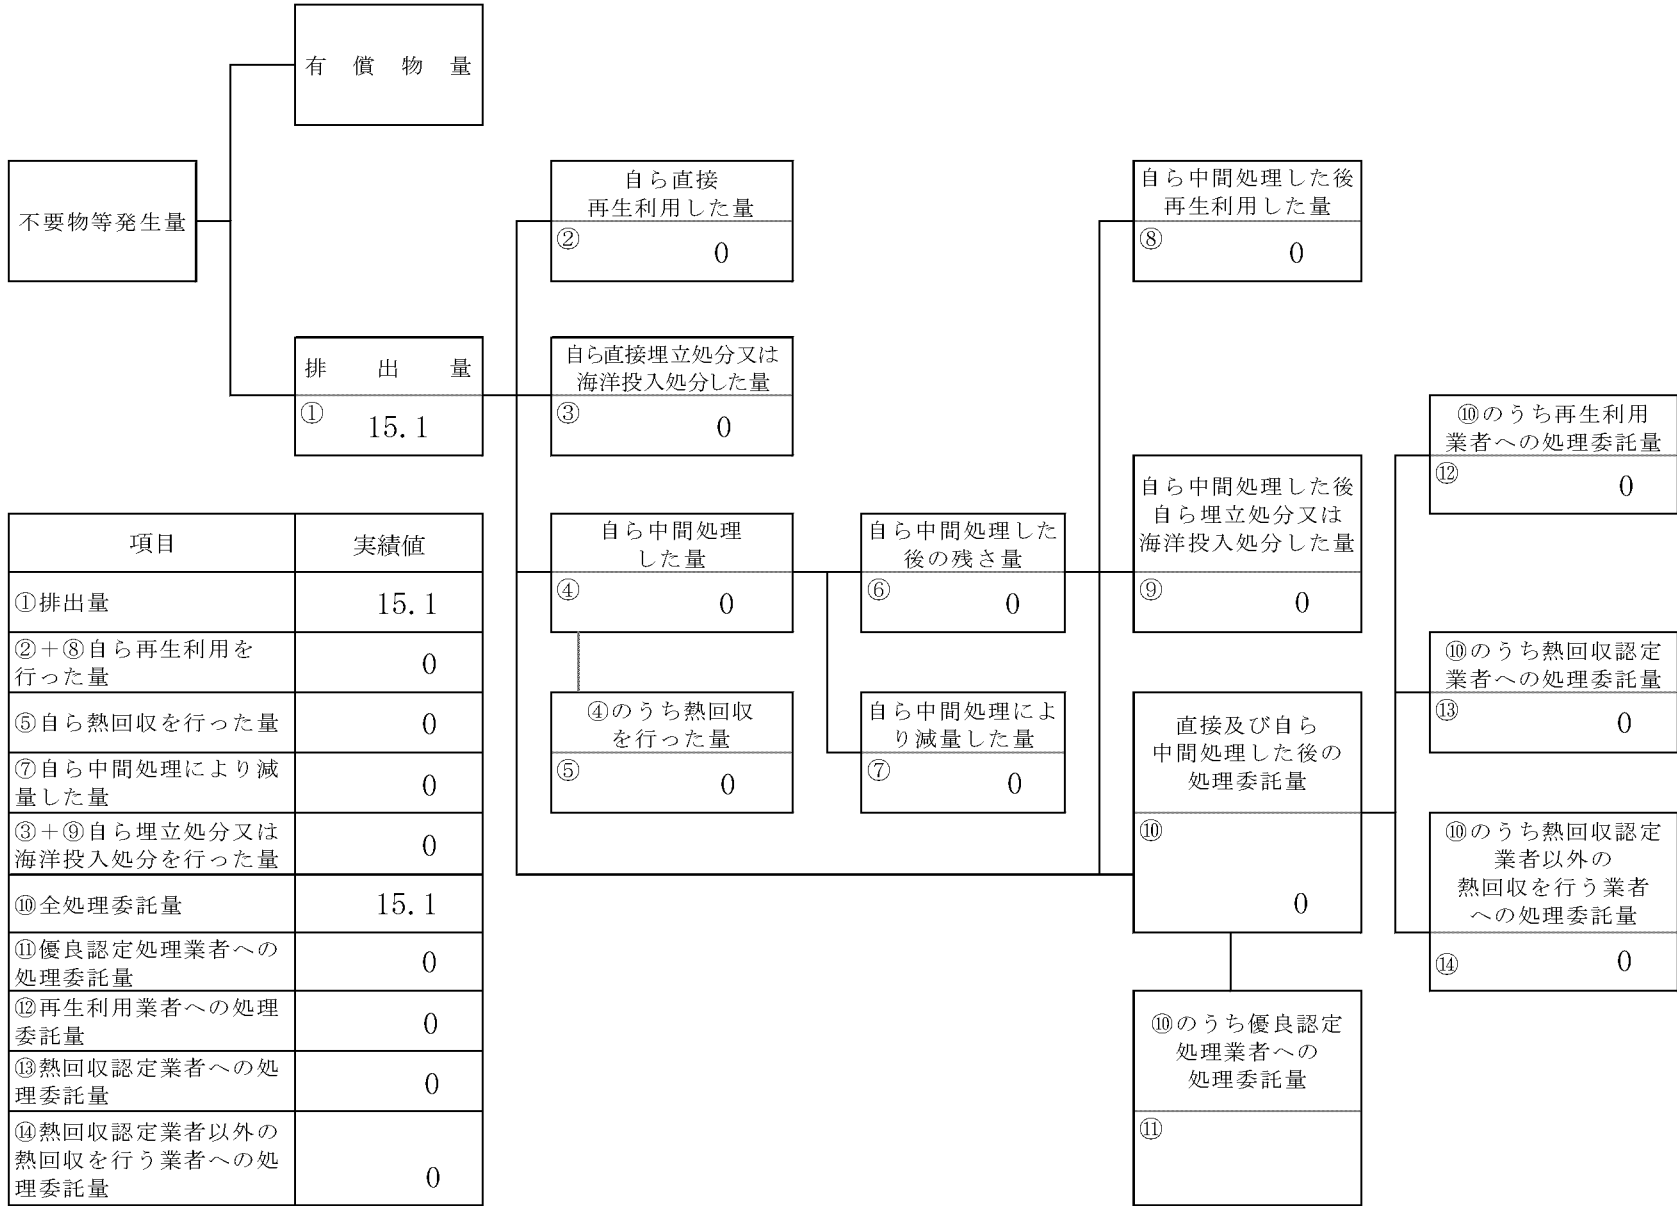 有償物量
不要物等発生量
自ら直接
再生利用した量
② 0
自ら中間処理した後
再生利用した量
⑧ 0
排出量
① 15.1
自ら直接埋立処分又は
海洋投入処分した量
③ 0
⑩のうち再生利用
業者への処理委託量
⑫ 0
自ら中間処理した後
自ら埋立処分又は
海洋投入処分した量
⑨ 0
自ら中間処理
した量
④ 0
自ら中間処理した
後の残さ量
⑥ 0
⑩のうち熱回収認定
業者への処理委託量
⑬ 0
④のうち熱回収
を行った量
⑤ 0
自ら中間処理によ
り減量した量
⑦ 0
直接及び自ら
中間処理した後の
処理委託量
⑩
0
⑩のうち熱回収認定
業者以外の
熱回収を行う業者
への処理委託量
⑭ 0
⑩のうち優良認定
処理業者への
処理委託量
⑪
項目 実績値
①排出量 15.1
②+⑧自ら再生利用を
行った量 0
⑤自ら熱回収を行った量 0
⑦自ら中間処理により減
量した量 0
③+⑨自ら埋立処分又は
海洋投入処分を行った量 0
⑩全処理委託量 15.1
⑪優良認定処理業者への
処理委託量 0
⑫再生利用業者への処理
委託量 0
⑬熱回収認定業者への処
理委託量 0
⑭熱回収認定業者以外の
熱回収を行う業者への処
理委託量 0